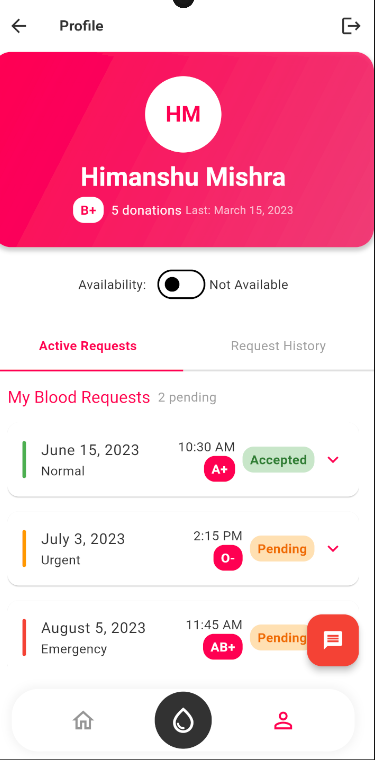 Profile
HM
Himanshu Mishra
B+ 5 donations Last: March 15, 2023
Availability: Not Available
Active Requests Request History
My Blood Requests 2 pending
June 15, 2023 10:30 AM
Normal A+ Accepted
July 3, 2023 2:15 PM
Urgent O- Pending
August 5, 2023 11:45 AM
Emergency AB+ Pending